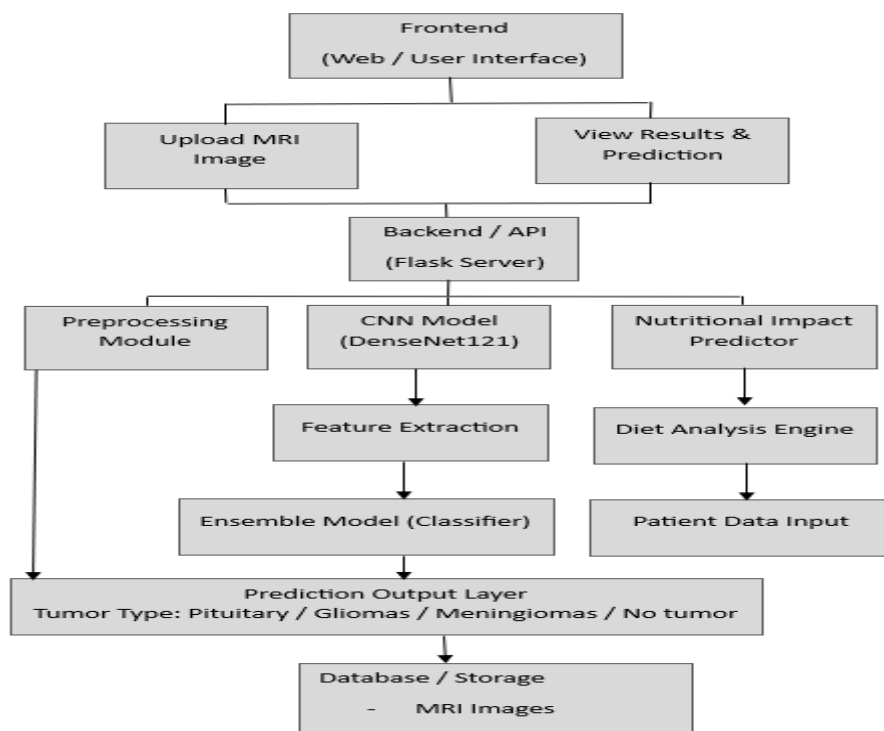 Frontend
(Web / User Interface)
Upload MRI
Image
View Results &
Prediction
Backend / API
(Flask Server)
Preprocessing
Module
CNN Model
(DenseNet121)
Nutritional Impact
Predictor
Feature Extraction
Diet Analysis Engine
Ensemble Model (Classifier)
Patient Data Input
Prediction Output Layer
Tumor Type: Pituitary / Gliomas / Meningiomas / No tumor
Database / Storage
- MRI Images